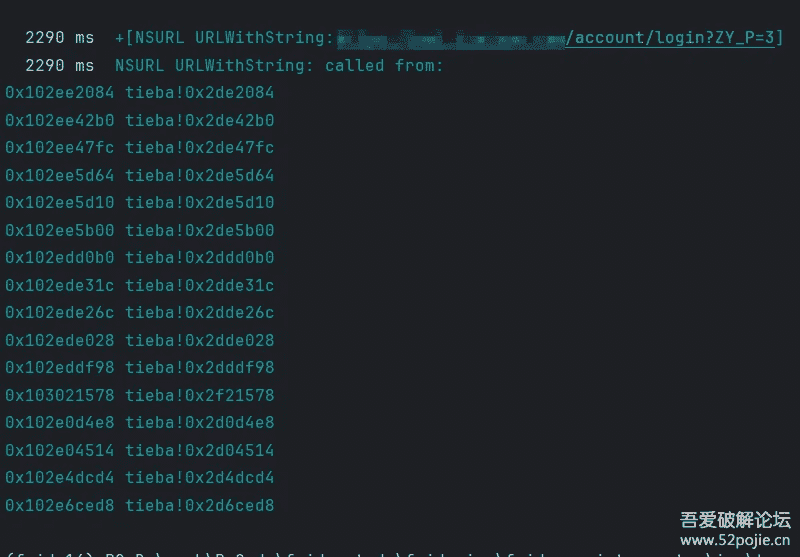 2290 ms +[NSURL URLWithString:/account/login?ZY_P=3]
2290 ms NSURL URLWithString: called from:
0x102ee2084 tieba!0x2de2084
0x102ee42b0 tieba!0x2de42b0
0x102ee47fc tieba!0x2de47fc
0x102ee5d64 tieba!0x2de5d64
0x102ee5d10 tieba!0x2de5d10
0x102ee5b00 tieba!0x2de5b00
0x102edd0b0 tieba!0x2ddd0b0
0x102ede31c tieba!0x2dde31c
0x102ede26c tieba!0x2dde26c
0x102ede028 tieba!0x2dde028
0x102eddf98 tieba!0x2dddf98
0x103021578 tieba!0x2f21578
0x102e0d4e8 tieba!0x2d0d4e8
0x102e04514 tieba!0x2d04514
0x102e4dcd4 tieba!0x2d4dcd4
0x102e6ced8 tieba!0x2d6ced8
吾爱破解论坛
www.52pojie.cn